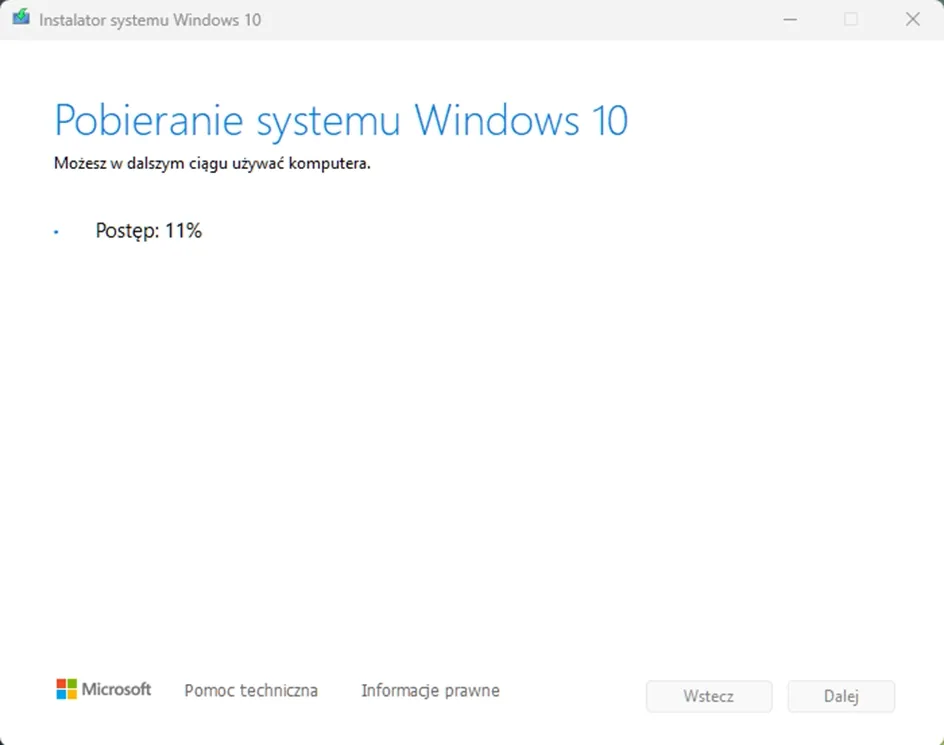 Instalator systemu Windows 10
Pobieranie systemu Windows 10
Możesz w dalszym ciągu używać komputera.
Postęp: 11%
Microsoft Pomoc techniczna Informacje prawne Wstecz Dalej